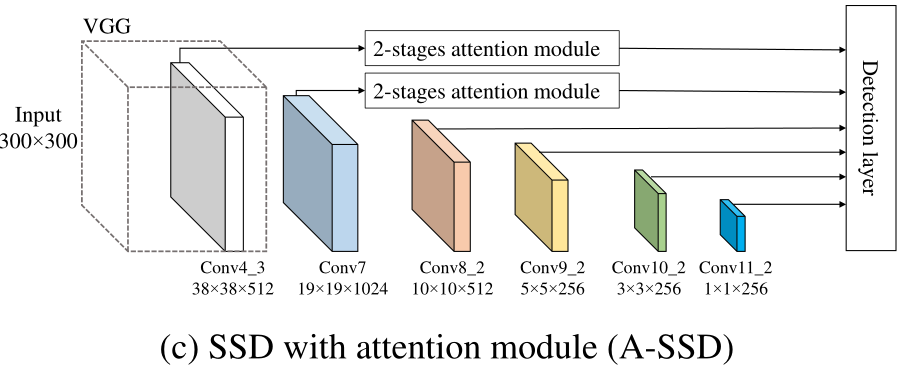 VGG
2-stages attention module
2-stages attention module
Input
300×300
Detection layer
Conv4_3
38×38×512
Conv7
19×19×1024
Conv8_2
10×10×512
Conv9_2
5×5×256
Conv10_2
3×3×256
Conv11_2
1×1×256
(c) SSD with attention module (A-SSD)